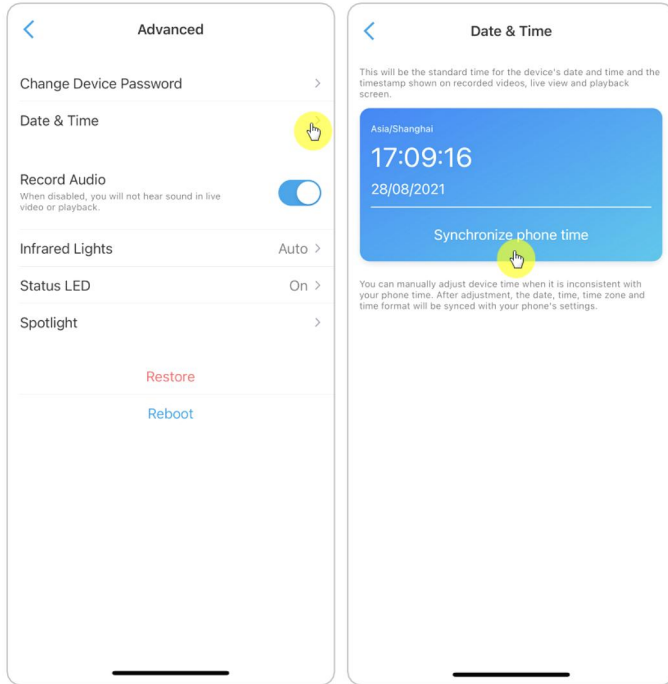 Advanced
Change Device Password
Date & Time
Record Audio
When disabled, you will not hear sound in live
video or playback.
Infrared Lights Auto
Status LED On
Spotlight
Restore
Reboot
Date & Time
This will be the standard time for the device's date and time and the
timestamp shown on recorded videos, live view and playback
screen.
Asia/Shanghai
17:09:16
28/08/2021
Synchronize phone time
You can manually adjust device time when it is inconsistent with
your phone time. After adjustment, the date, time, time zone and
time format will be synced with your phone's settings.